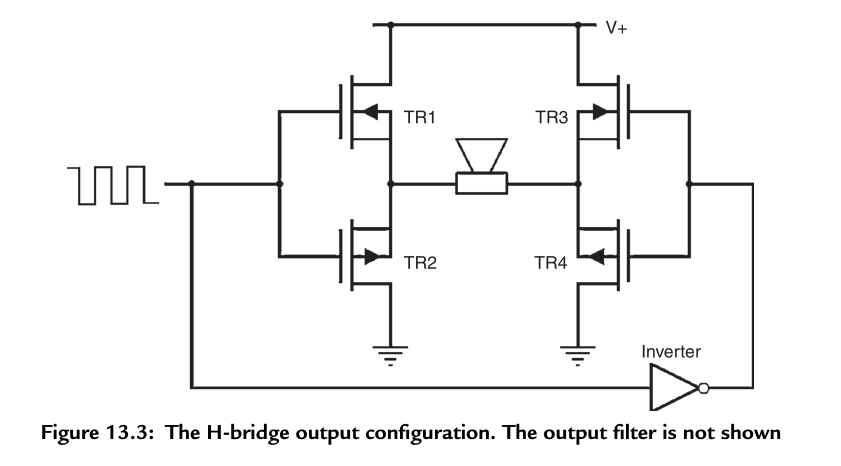 V+
TR1
TR3
TR2
TR4
Inverter
Figure 13.3: The H-bridge output configuration. The output filter is not shown